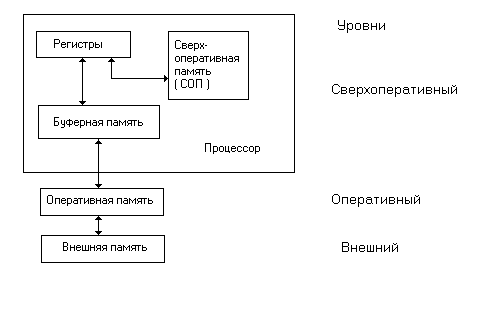 Уровни
Регистры
Сверх-
оперативная
память
( СОП )
Сверхоперативный
Буферная память
Процессор
Оперативная память
Оперативный
Внешняя память
Внешний